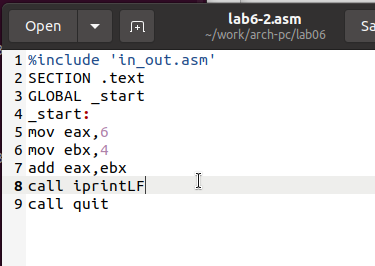 Open
lab6-2.asm
~/work/arch-pc/lab06
1 %include 'in_out.asm'
2 SECTION .text
3 GLOBAL _start
4 _start:
5 mov eax,6
6 mov ebx,4
7 add eax,ebx
8 call iprintLF
9 call quit